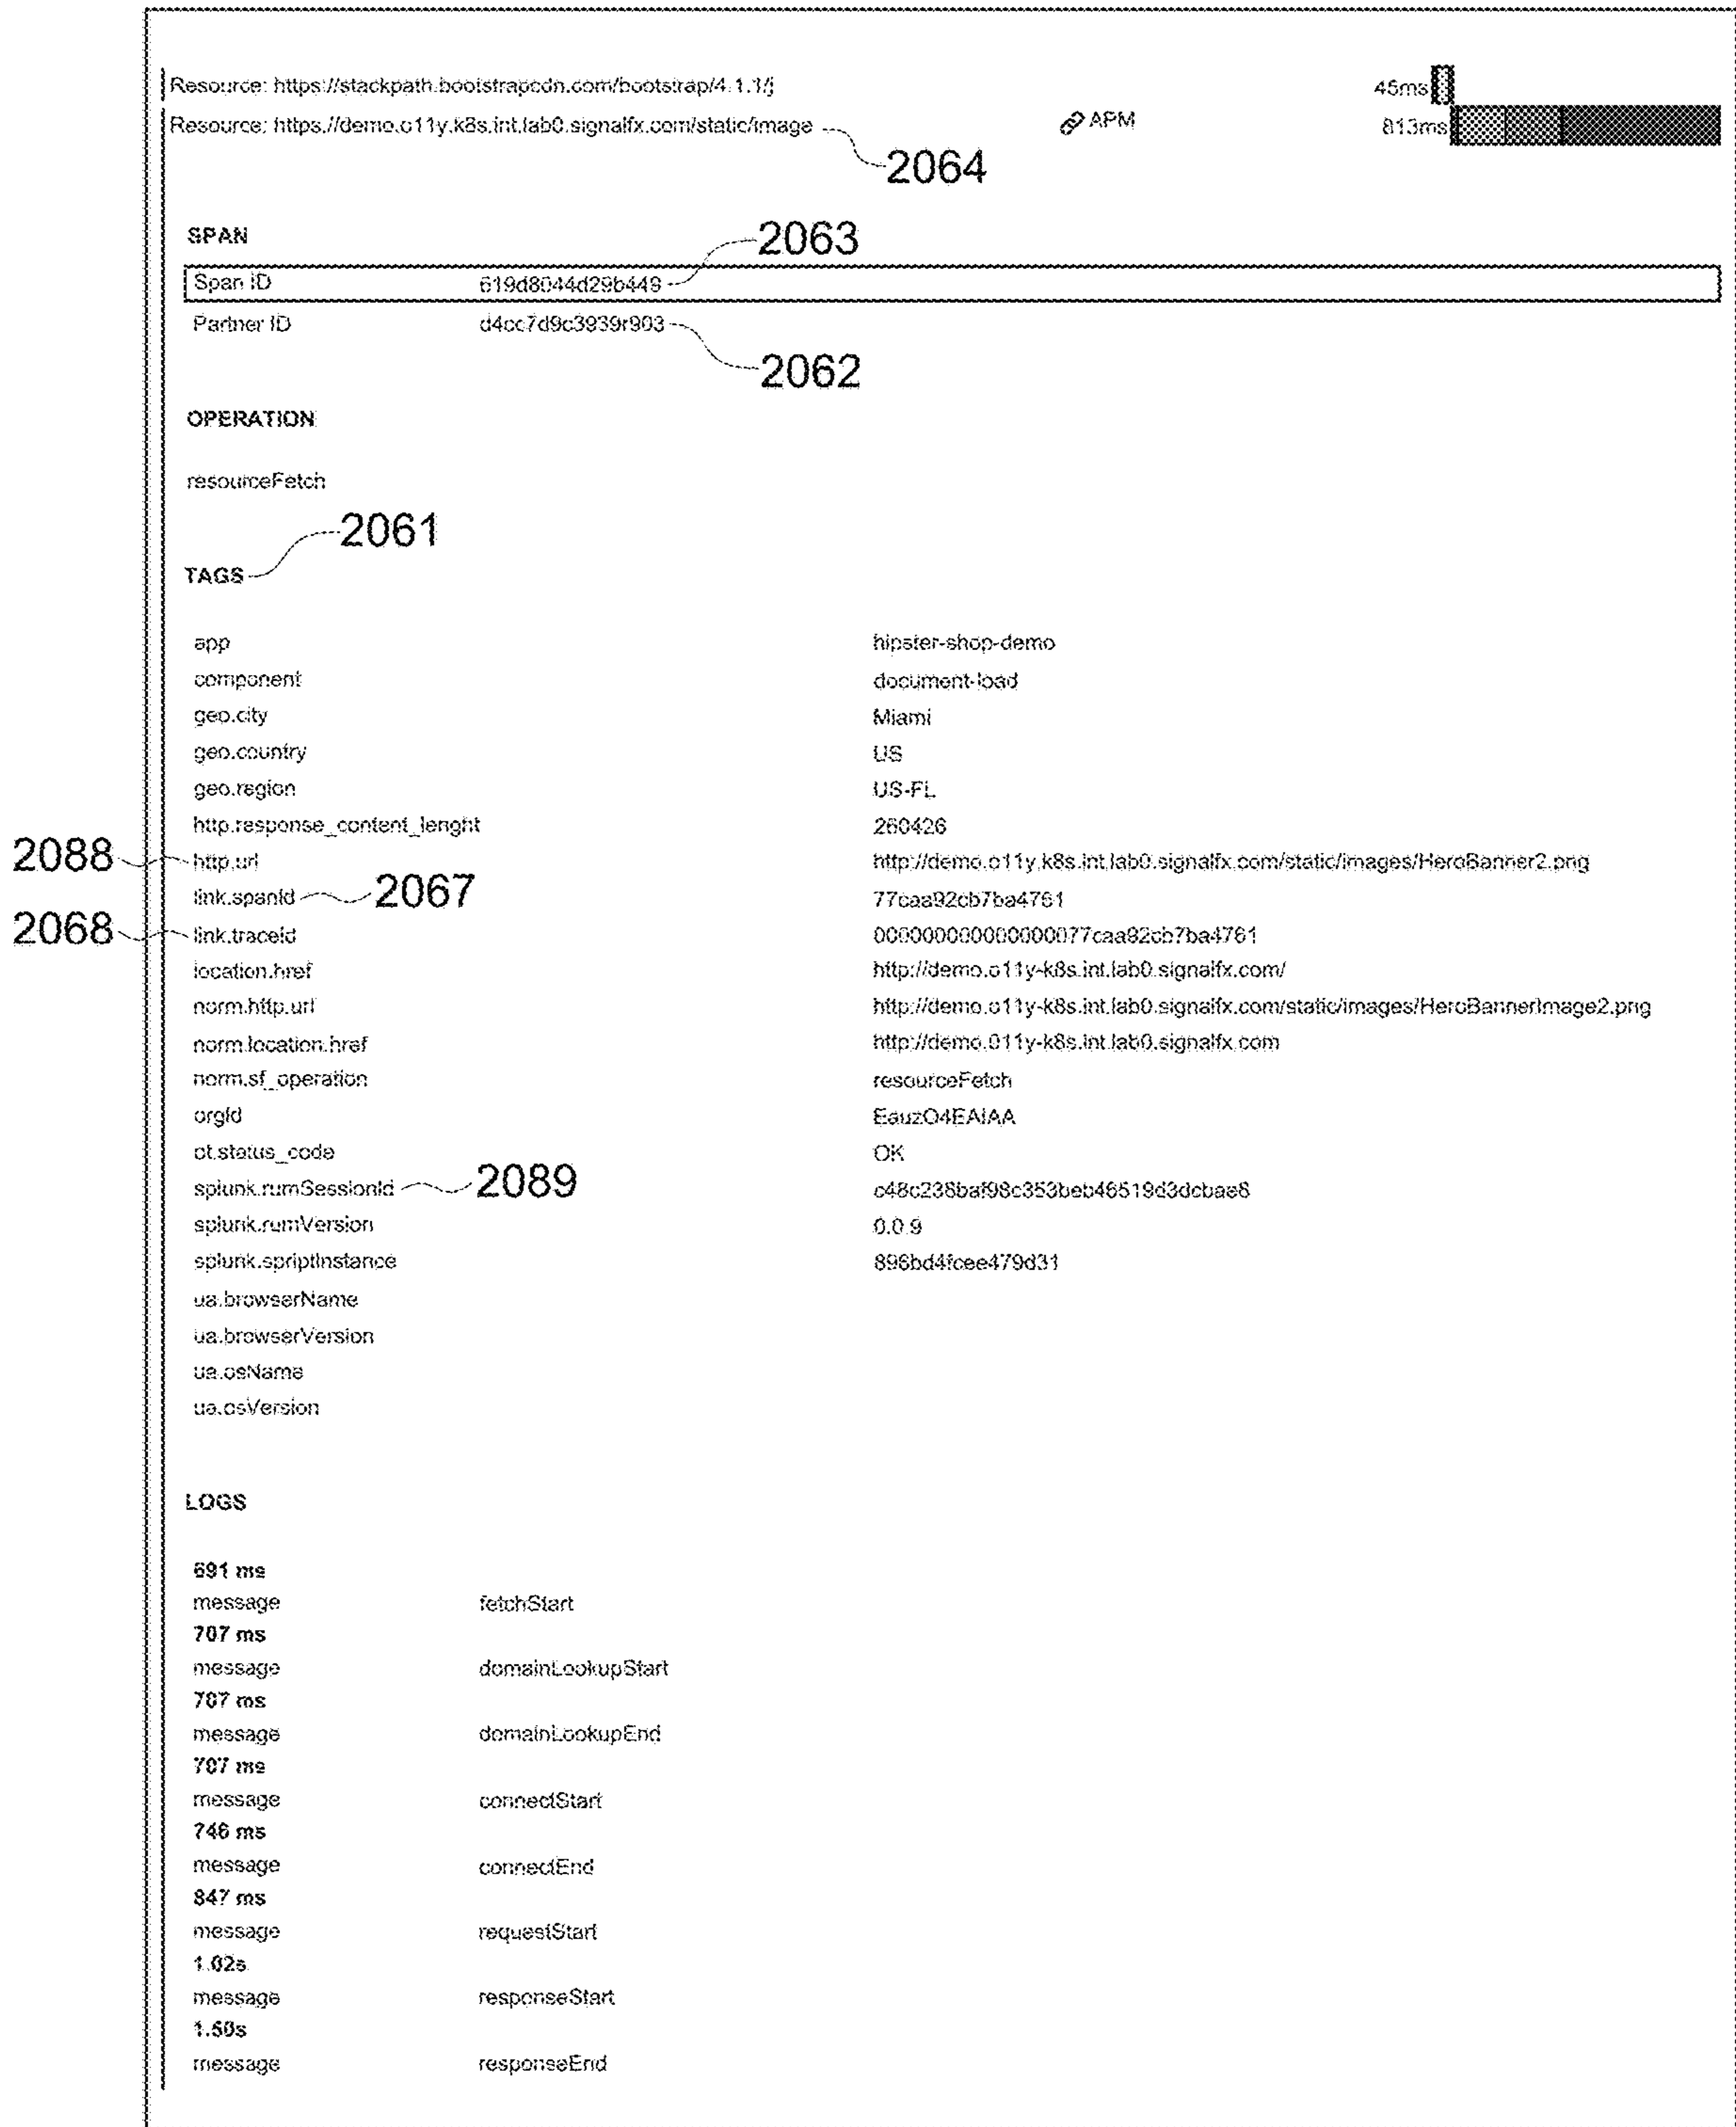 Resource: https://stackpath.bootstrapcdn.com/bootstrap/4.1.1/j 45ms
Resource: https://demo.o11y.k8s.int.lab0.signalfx.com/static/image APM 813ms
2064
SPAN
2063
Span ID 619d8044d29b449
Partner ID d4cc7d9c3939r903
2062
OPERATION
resourceFetch
2061
TAGS
app hipster-shop-demo
component document-load
geo.city Miami
geo.country US
geo.region US-FL
http.response_content_lenght 260426
2088 http.url http://demo.o11y.k8s.int.lab0.signalfx.com/static/images/HeroBanner2.png
link.spanId 2067 77caa92cb7ba4761
2068 link.traceId 000000000000000077caa92cb7ba4761
location.href http://demo.o11y-k8s.int.lab0.signalfx.com/
norm.http.url http://demo.o11y-k8s.int.lab0.signalfx.com/static/images/HeroBannerImage2.png
norm.location.href http://demo.011y-k8s.int.lab0.signalfx.com
norm.sf_operation resourceFetch
orgId EauzO4EAIAA
ot.status_code OK
splunk.rumSessionId 2089 c48c238baf98c353beb46519d3dcbae8
splunk.rumVersion 0.0.9
splunk.spriptInstance 896bd4fcee479d31
ua.browserName
ua.browserVersion
ua.osName
ua.osVersion
LOGS
691 ms
message fetchStart
707 ms
message domainLookupStart
707 ms
message domainLookupEnd
707 ms
message connectStart
746 ms
message connectEnd
847 ms
message requestStart
1.02s
message responseStart
1.50s
message responseEnd